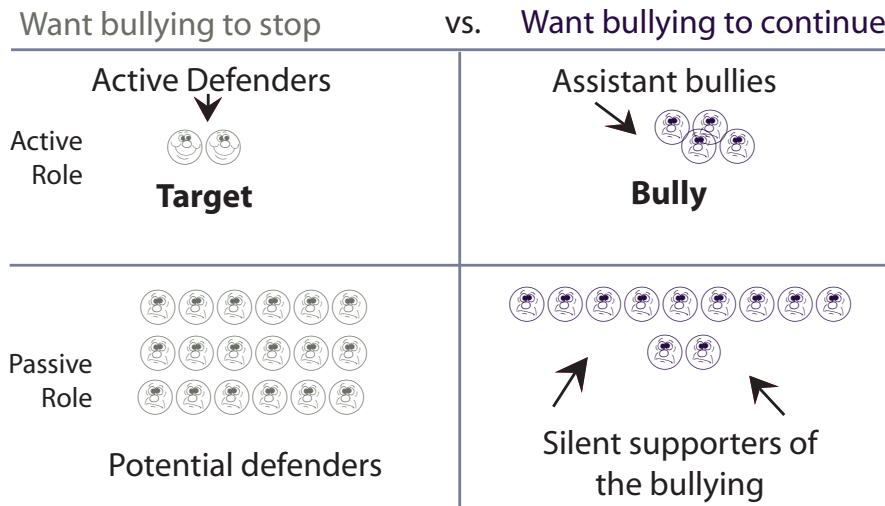 Want bullying to stop vs. Want bullying to continue
Active Defenders
Assistant bullies
Active
Role
Target
Bully
Passive
Role
Potential defenders
Silent supporters of
the bullying